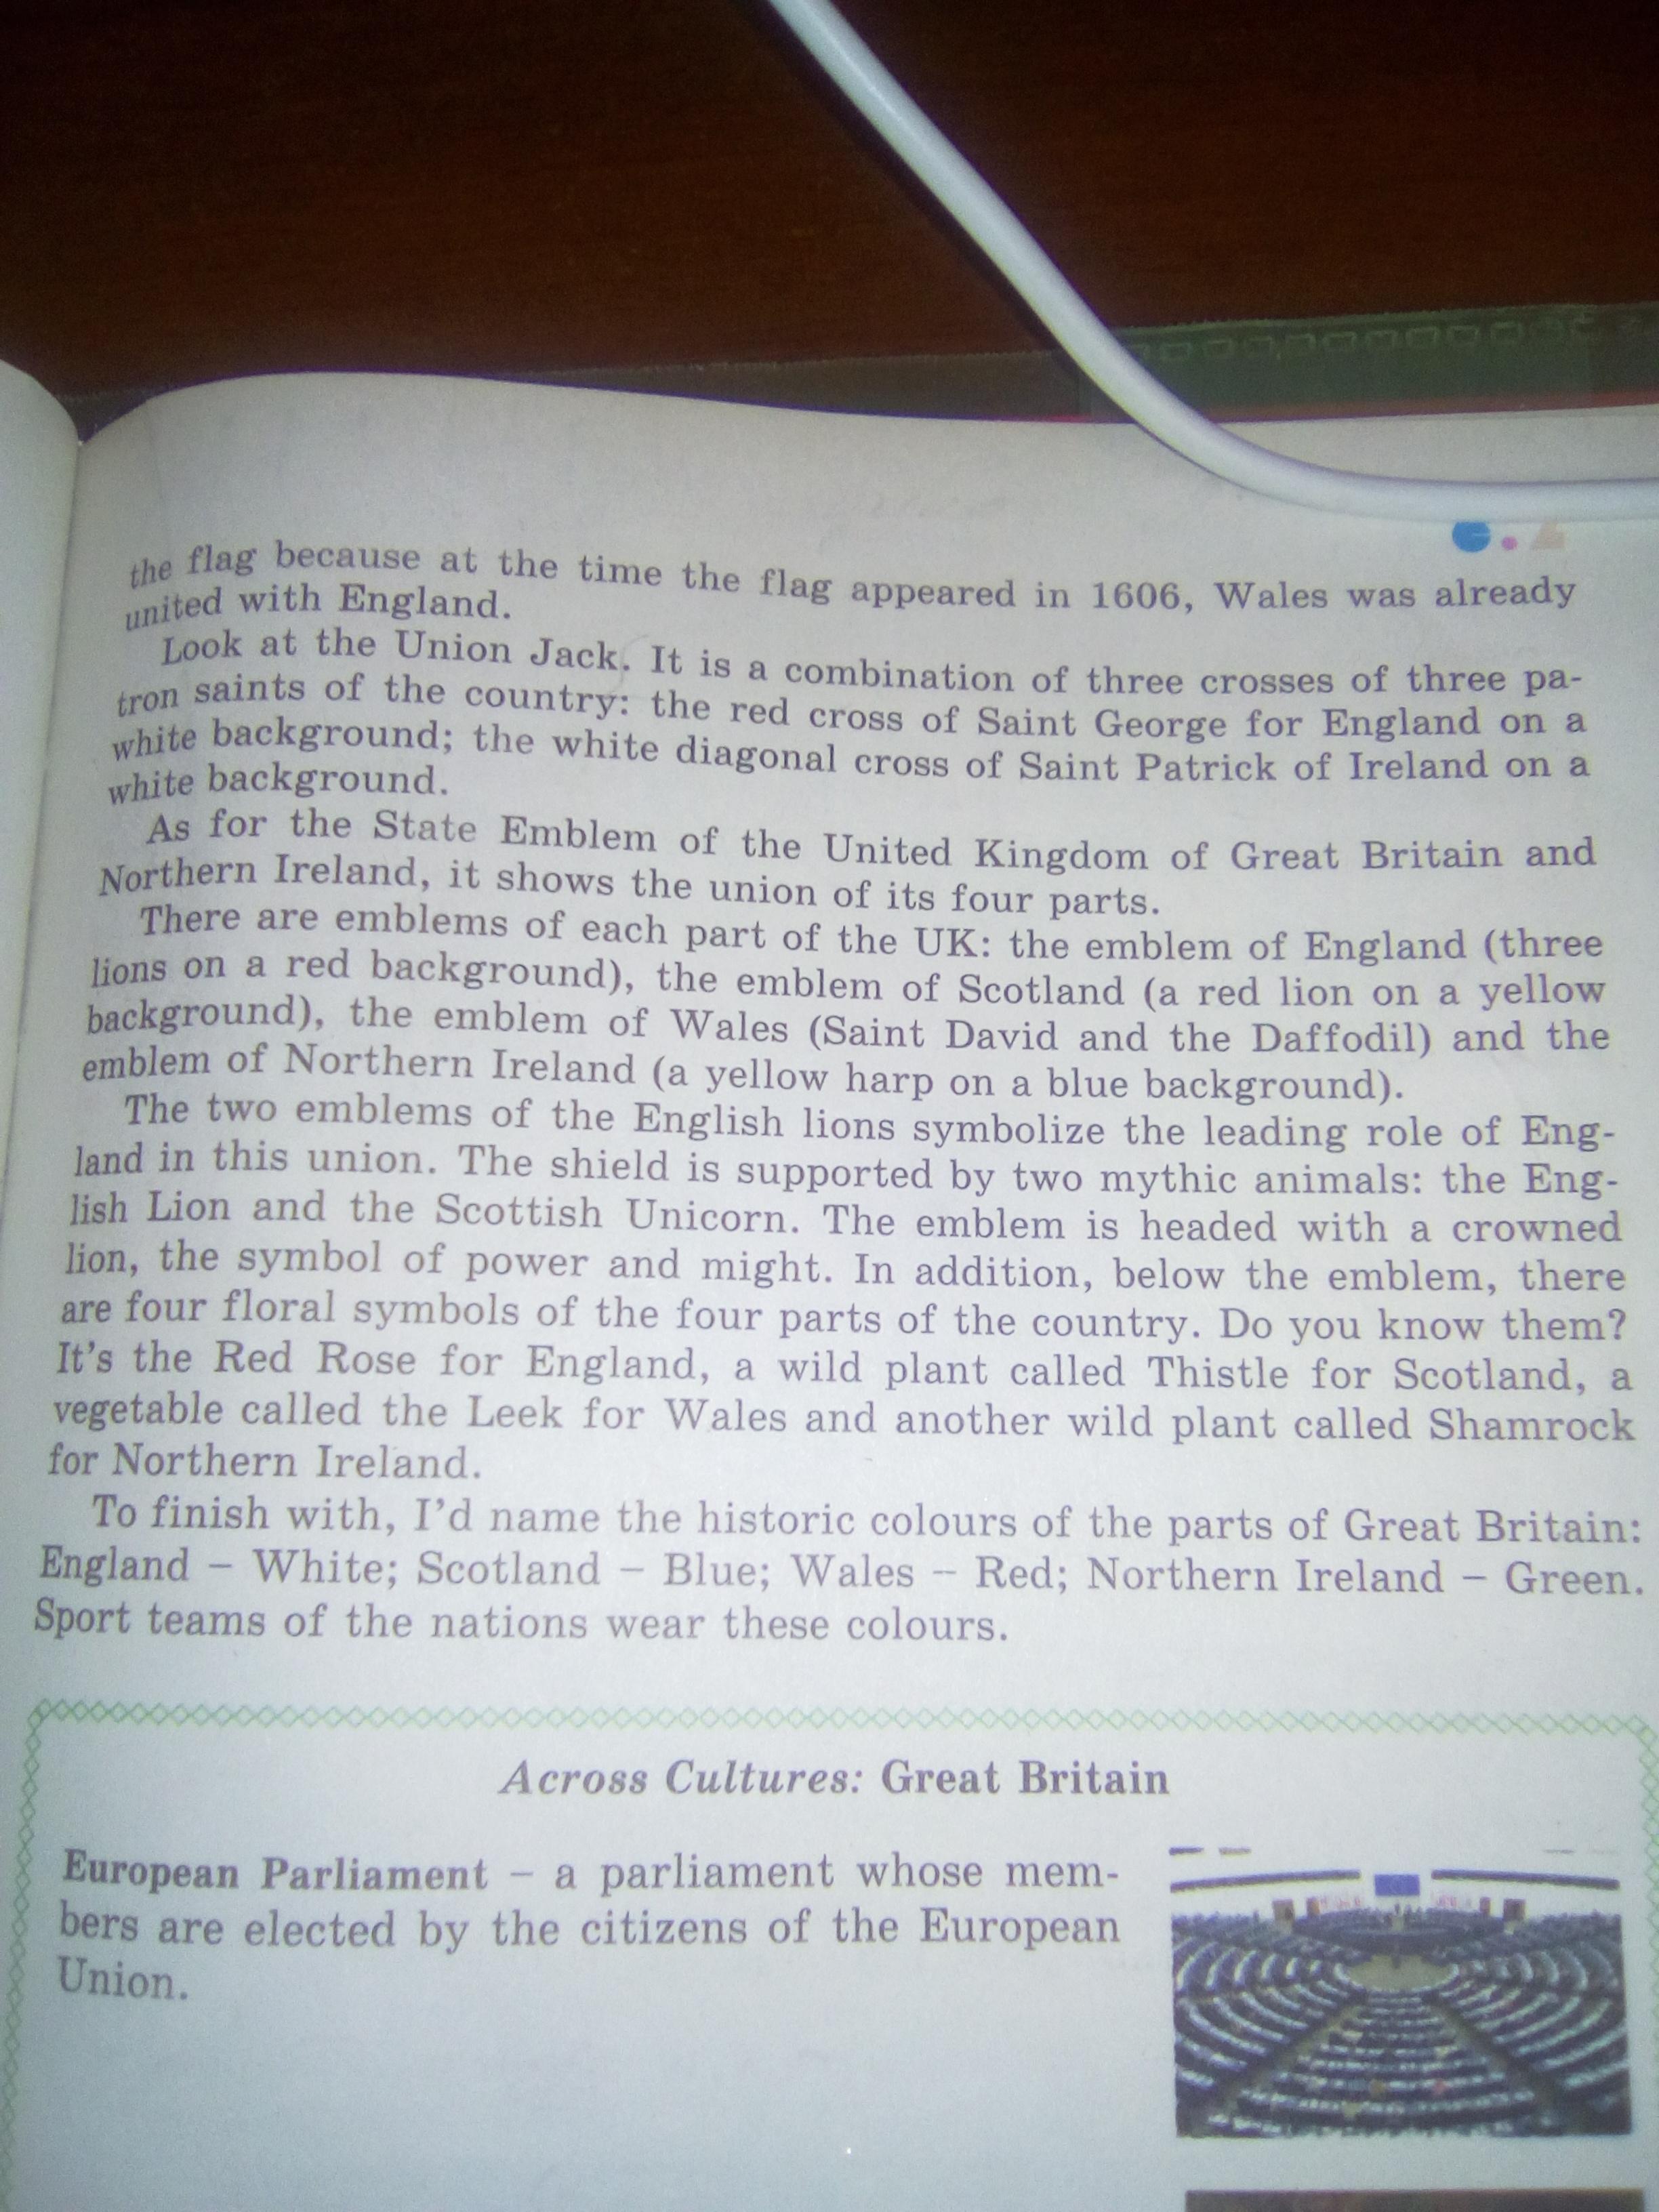 the flag because at the time the flag appeared in 1606, Wales was already
united with England.
Look at the Union Jack. It is a combination of three crosses of three pa-
tron saints of the country: the red cross of Saint George for England on a
white background; the white diagonal cross of Saint Patrick of Ireland on a
white background.
As for the State Emblem of the United Kingdom of Great Britain and
Northern Ireland, it shows the union of its four parts.
There are emblems of each part of the UK: the emblem of England (three
lions on a red background), the emblem of Scotland (a red lion on a yellow
background), the emblem of Wales (Saint David and the Daffodil) and the
emblem of Northern Ireland (a yellow harp on a blue background).
The two emblems of the English lions symbolize the leading role of Eng-
land in this union. The shield is supported by two mythic animals: the Eng-
lish Lion and the Scottish Unicorn. The emblem is headed with a crowned
lion, the symbol of power and might. In addition, below the emblem, there
are four floral symbols of the four parts of the country. Do you know them?
It's the Red Rose for England, a wild plant called Thistle for Scotland, a
vegetable called the Leek for Wales and another wild plant called Shamrock
for Northern Ireland.
To finish with, I'd name the historic colours of the parts of Great Britain:
England – White; Scotland – Blue; Wales – Red; Northern Ireland – Green.
Sport teams of the nations wear these colours.
Across Cultures: Great Britain
European Parliament – a parliament whose mem-
bers are elected by the citizens of the European
Union.